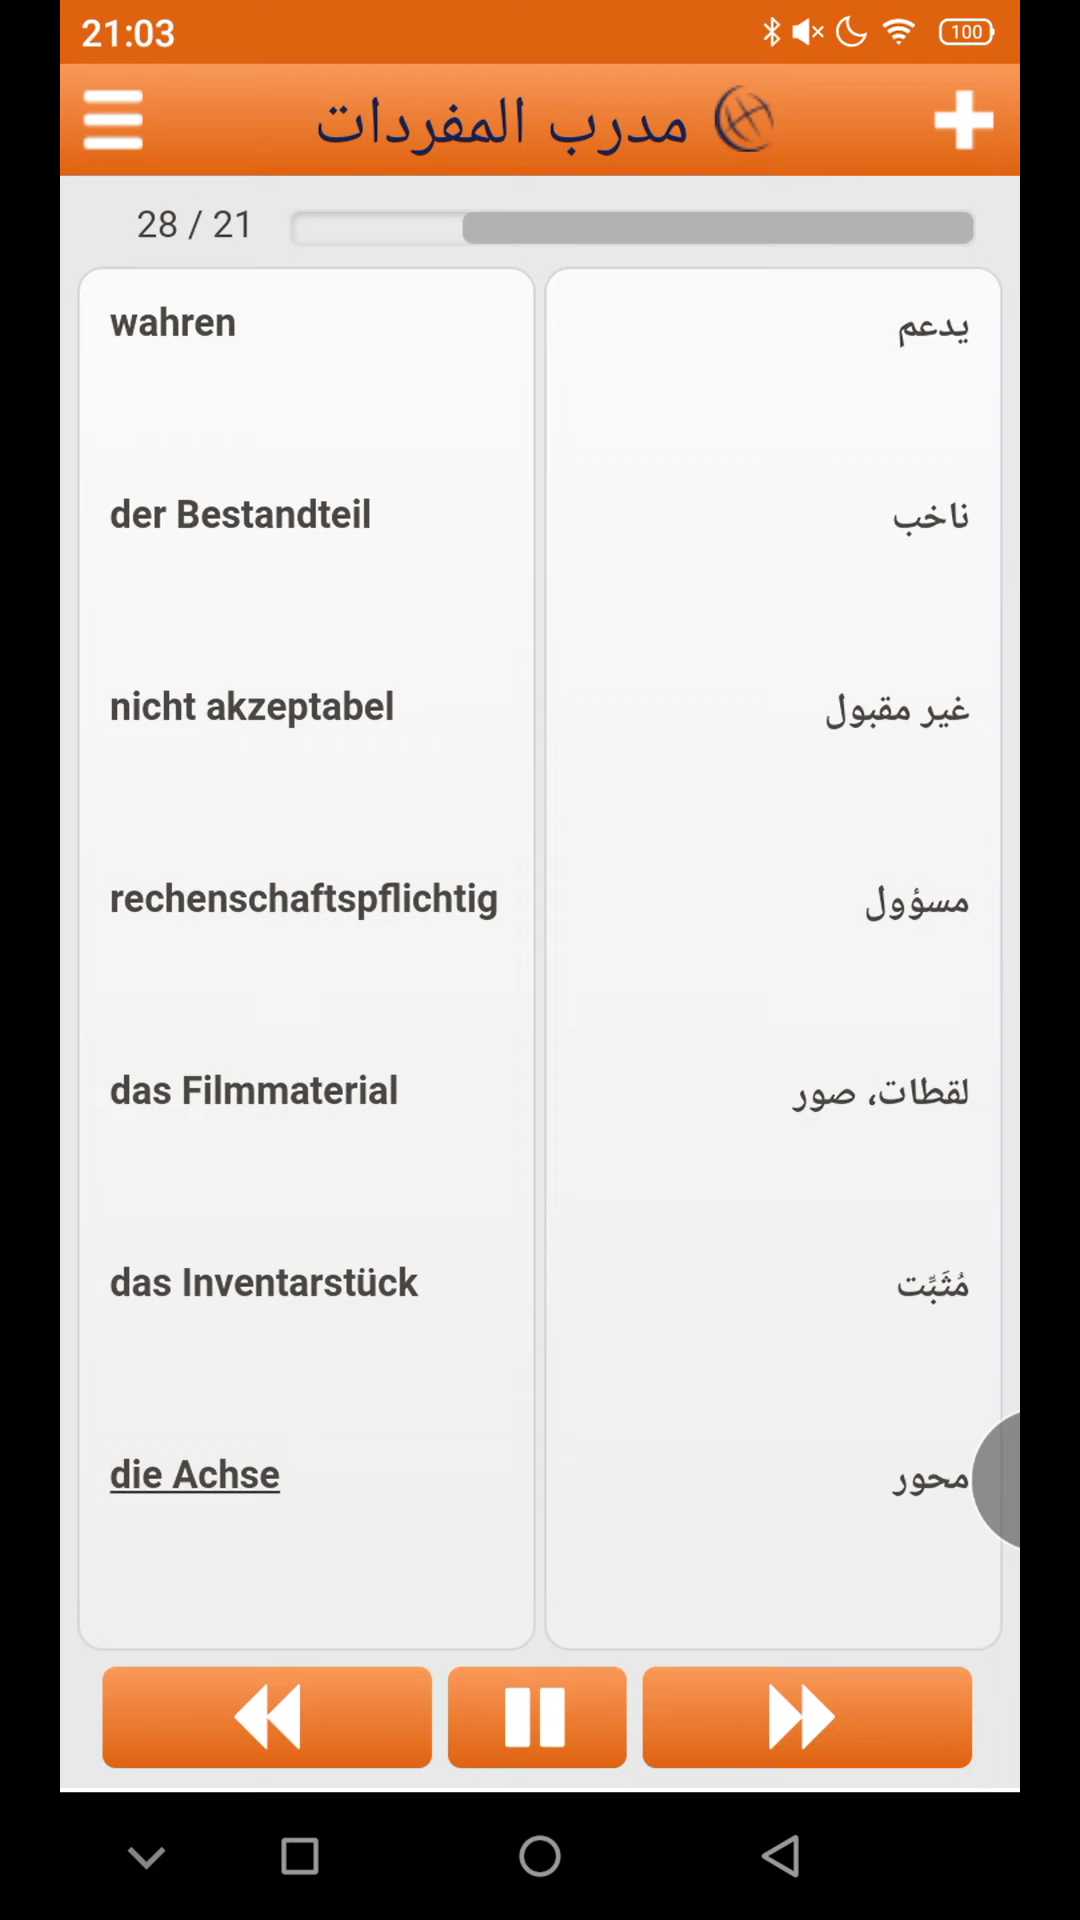 21:03
100
مدرب المفردات
28 / 21
wahren
يدعم
der Bestandteil
ناخب
nicht akzeptabel
غير مقبول
rechenschaftspflichtig
مسؤول
das Filmmaterial
لقطات، صور
das Inventarstück
مُثَبَّت
die Achse
محور